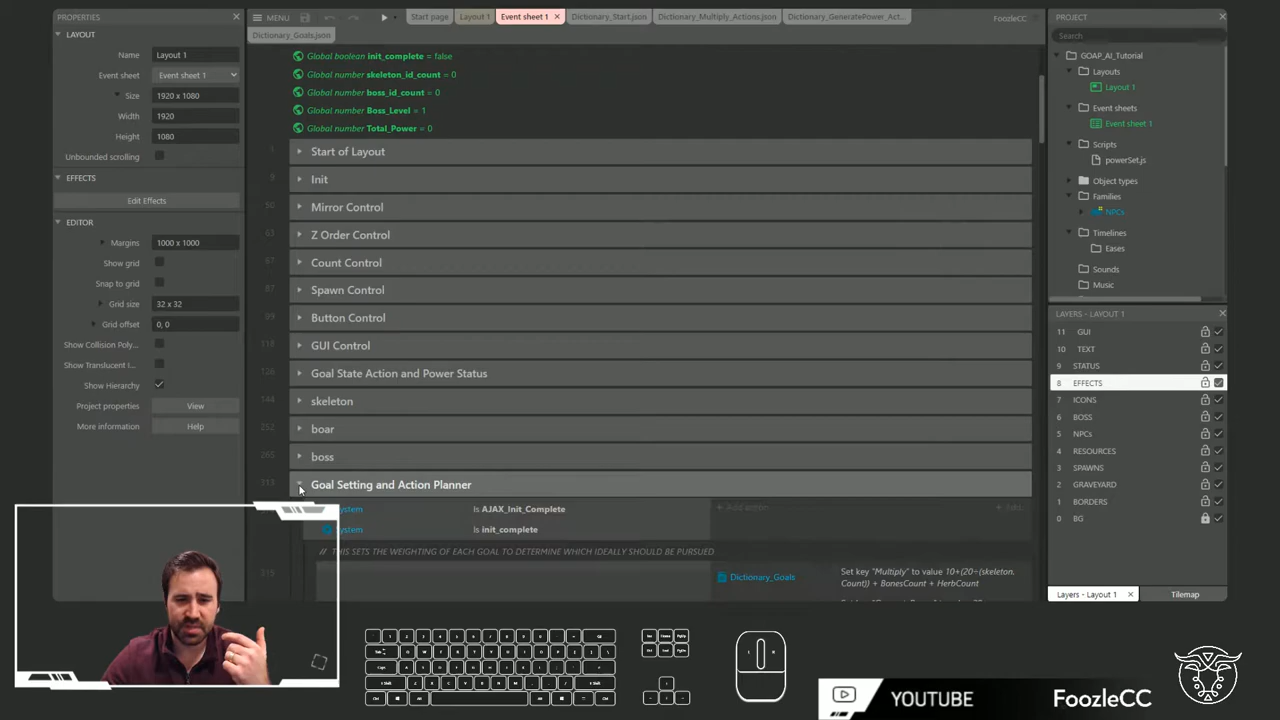 PROPERTIES
LAYOUT
Name Layout 1
Event sheet Event sheet 1
Size 1920 x 1080
Width 1920
Height 1080
Unbounded scrolling
EFFECTS
Edit Effects
EDITOR
Margins 1000 x 1000
Show grid
Snap to grid
Grid size 32 x 32
Grid offset 0, 0
Show Collision Poly...
Show Translucent I...
Show Hierarchy
Project properties View
More information Help
MENU
Start page Layout 1 Event sheet 1 Dictionary_Start.json Dictionary_Multiply_Actions.json Dictionary_GeneratePower_Act...
FoozleCC
Dictionary_Goals.json
Global boolean init_complete = false
Global number skeleton_id_count = 0
Global number boss_id_count = 0
Global number Boss_Level = 1
Global number Total_Power = 0
1 Start of Layout
Init
Mirror Control
Z Order Control
Count Control
Spawn Control
Button Control
GUI Control
Goal State Action and Power Status
144 skeleton
252 boar
265 boss
313 Goal Setting and Action Planner
System Is AJAX_Init_Complete
Add action
System Is init_complete
// THIS SETS THE WEIGHTING OF EACH GOAL TO DETERMINE WHICH IDEALLY SHOULD BE PURSUED
Dictionary_Goals Set key "Multiply" to value 10+(20÷(skeleton.
Count)) + BonesCount + HerbCount
PROJECT
Search
GOAP_AI_Tutorial
Layouts
Layout 1
Event sheets
Event sheet 1
Scripts
powerSet.js
Object types
Families
NPCs
Timelines
Eases
Sounds
Music
LAYERS - LAYOUT 1
11 GUI
10 TEXT
9 STATUS
8 EFFECTS
7 ICONS
6 BOSS
5 NPCs
4 RESOURCES
3 SPAWNS
2 GRAVEYARD
1 BORDERS
0 BG
Layers - Layout 1 Tilemap
YOUTUBE FoozleCC